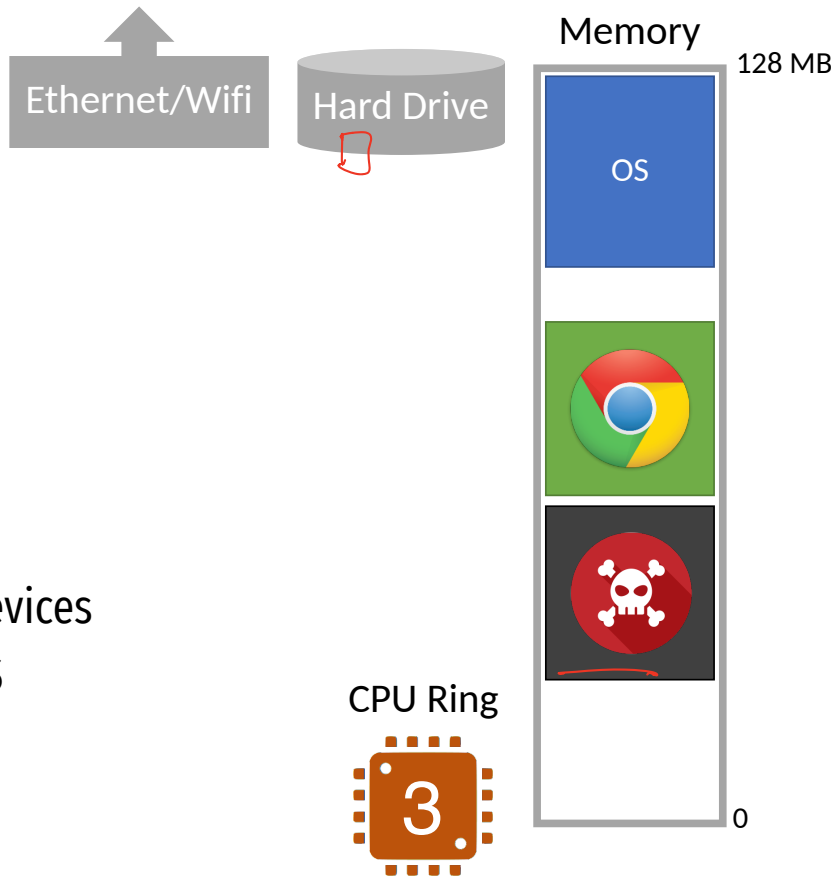 Memory
128 MB
Ethernet/Wifi
Hard Drive
OS
evices
CPU Ring
3
0